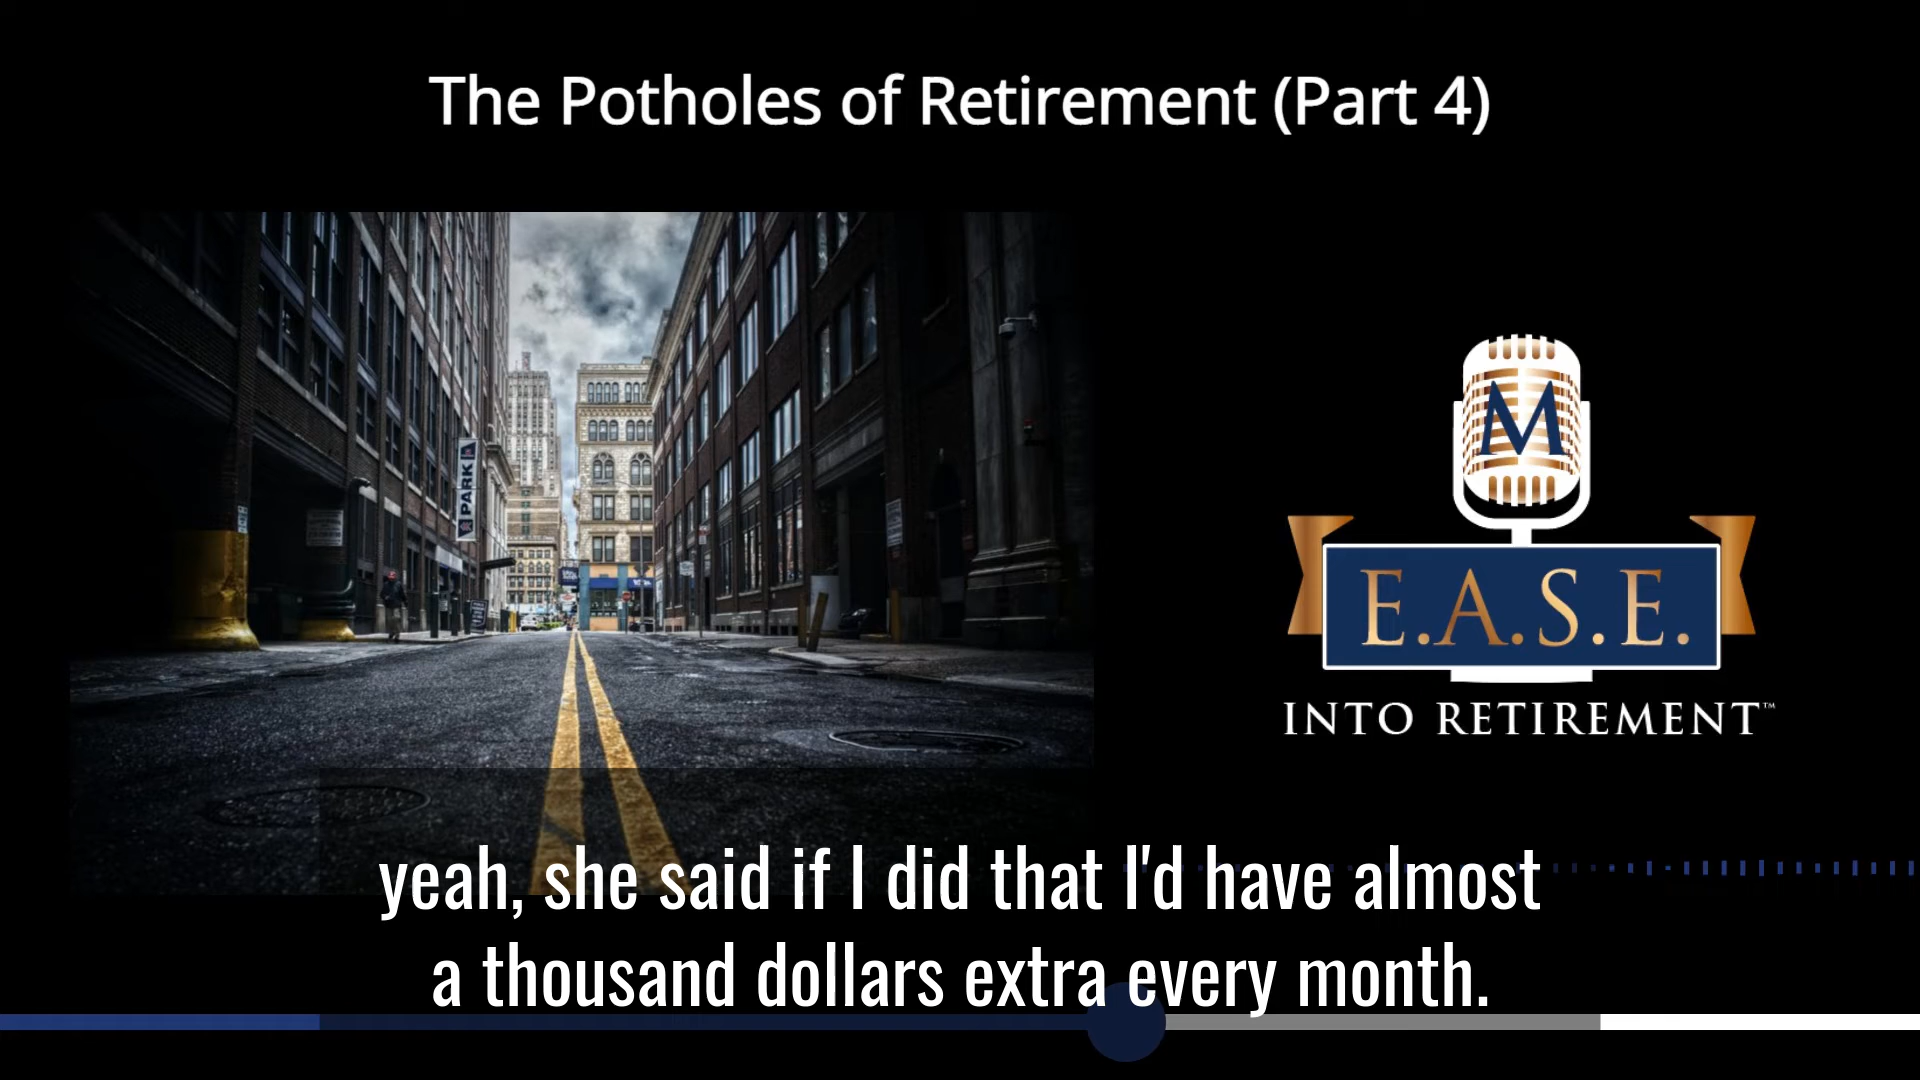 The Potholes of Retirement (Part 4)
PARK
M
E.A.S.E.
INTO RETIREMENT™
yeah, she said if I did that I'd have almost
a thousand dollars extra every month.